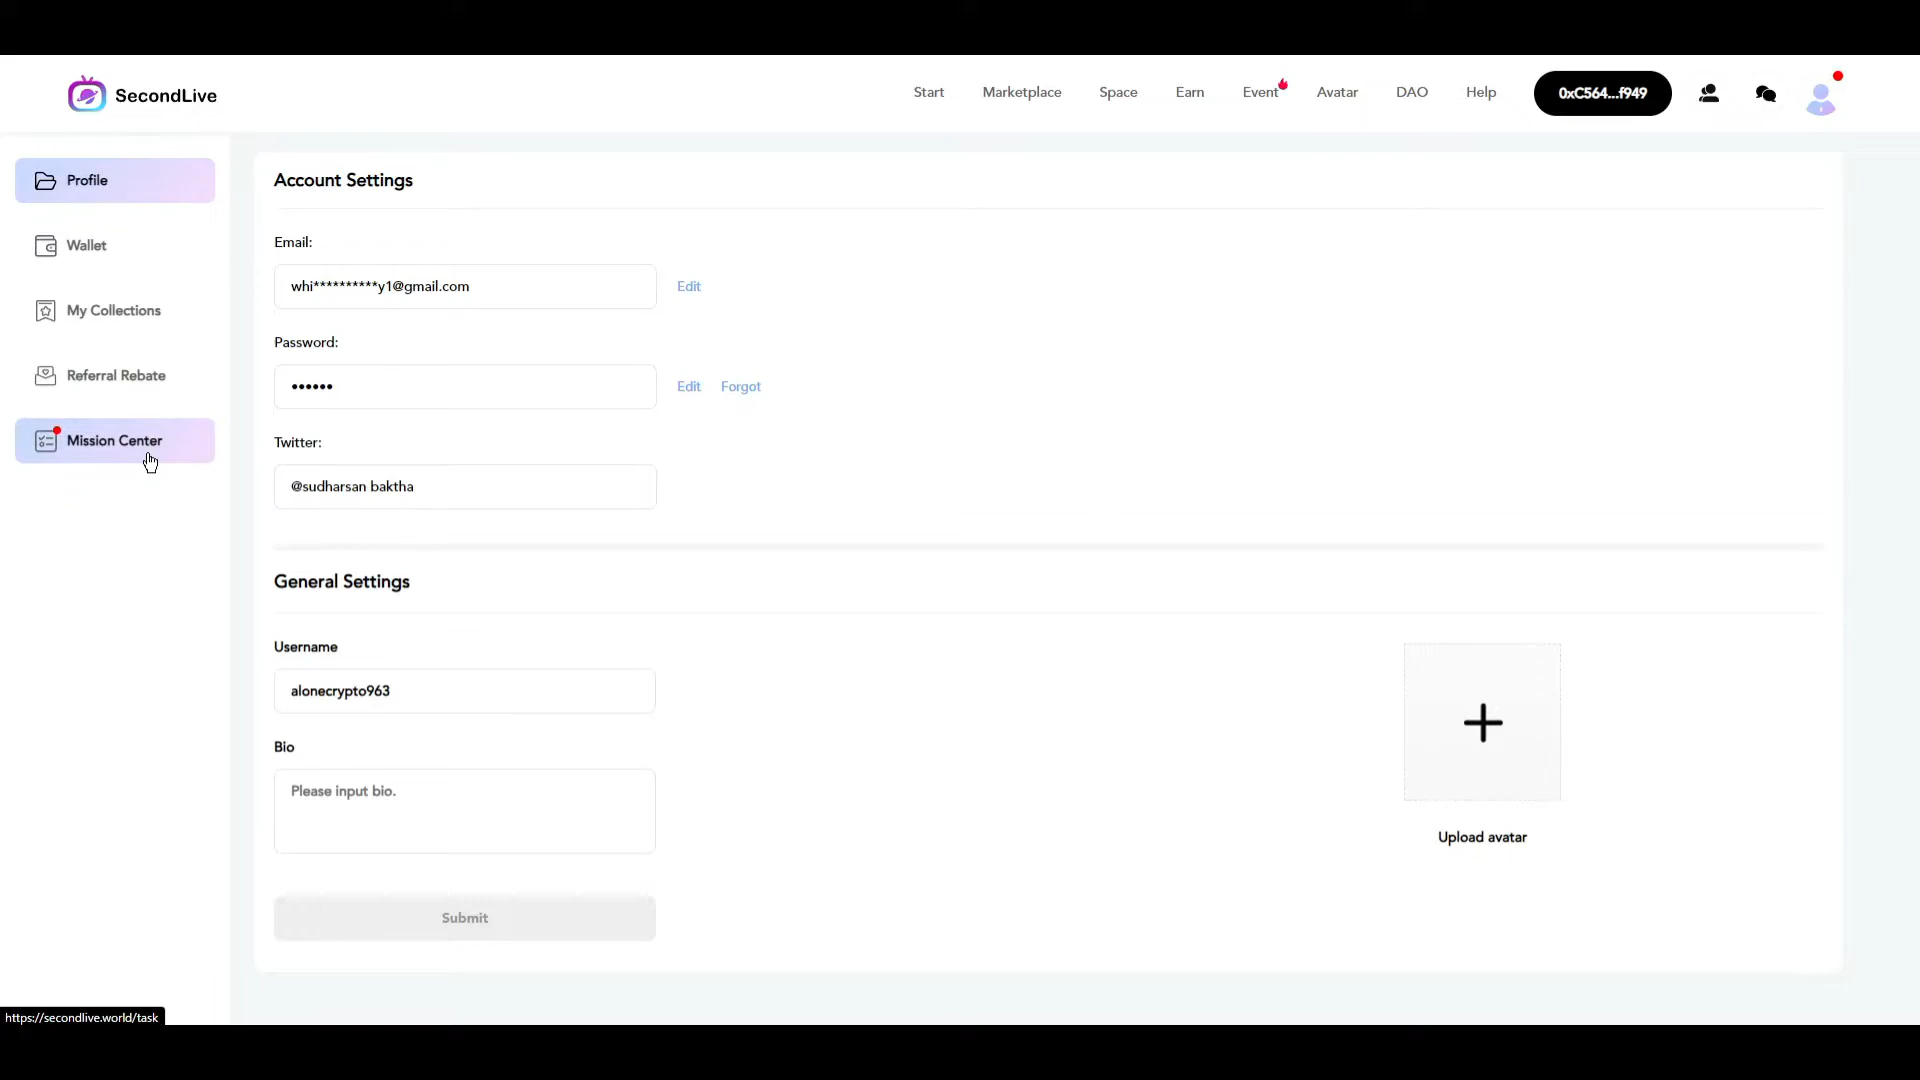 SecondLive
Start
Marketplace
Space
Earn
Event
Avatar
DAO
Help
0xC564...f949
Profile
Wallet
My Collections
Referral Rebate
Mission Center
Account Settings
Email:
whi**********y1@gmail.com
Edit
Password:
••••••
Edit
Forgot
Twitter:
@sudharsan baktha
General Settings
Username
alonecrypto963
Bio
Please input bio.
Submit
Upload avatar
https://secondlive.world/task